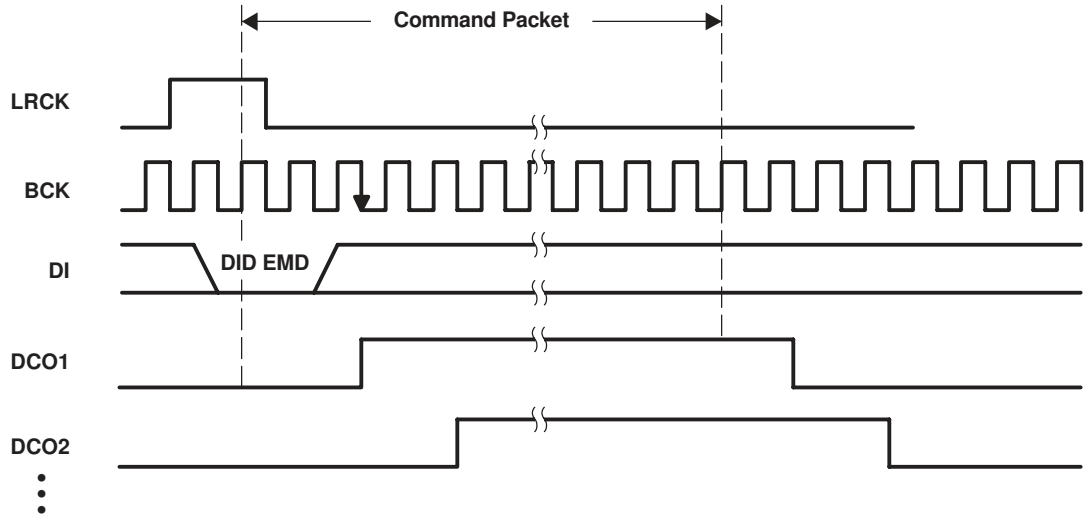 Command Packet
LRCK
BCK
DI
DID EMD
DCO1
DCO2